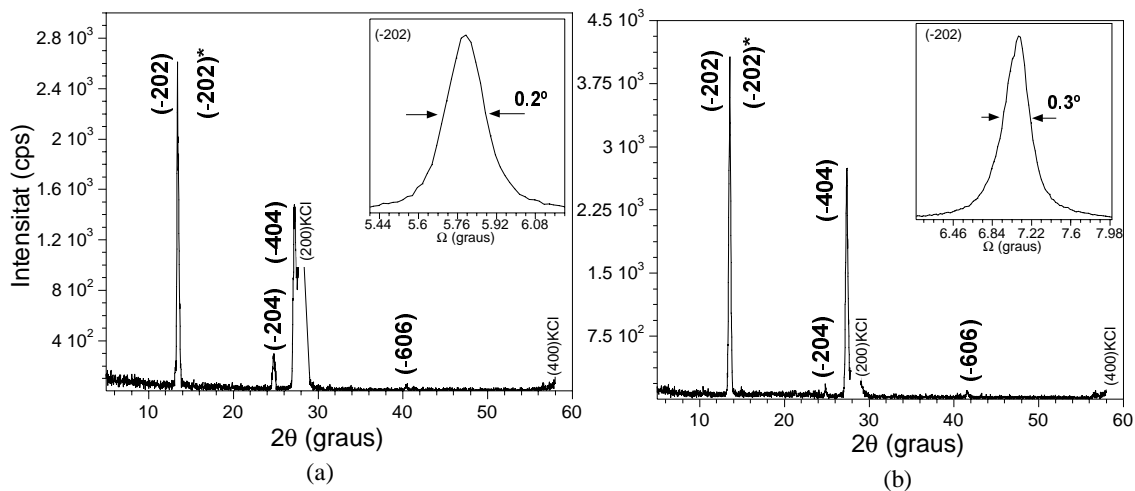 Intensitat (cps)
2.8 10³
2.4 10³
2 10³
1.6 10³
1.2 10³
8 10²
4 10²
(-202)
(-202)*
(-204)
(-404)
(200)KCl
(-606)
(400)KCl
10 20 30 40 50 60
2θ (graus)
(a)
(-202)
0.2º
5.44 5.6 5.76 5.92 6.08
Ω (graus)
4.5 10³
3.75 10³
3 10³
2.25 10³
1.5 10³
7.5 10²
(-202)
(-202)*
(-204)
(-404)
(200)KCl
(-606)
(400)KCl
10 20 30 40 50 60
2θ (graus)
(b)
(-202)
0.3º
6.46 6.84 7.22 7.6 7.98
Ω (graus)